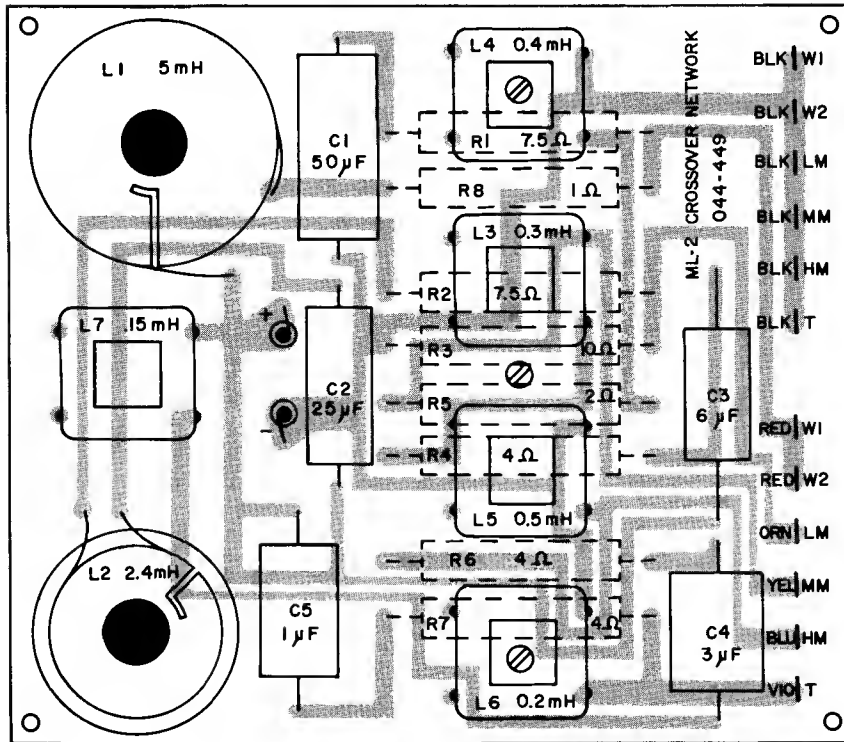 L1 5mH
C1
50µF
L4 0.4mH
R1 7.5Ω
R8 1Ω
L3 0.3mH
R2 7.5Ω
R3 10Ω
R5 2Ω
R4 4Ω
L5 0.5mH
R6 4Ω
R7 4Ω
L6 0.2mH
L7 .15mH
+
-
C2
25µF
L2 2.4mH
C5
1µF
ML-2 CROSSOVER NETWORK
044-449
C3
6µF
C4
3µF
BLK W1
BLK W2
BLK LM
BLK MM
BLK HM
BLK T
RED W1
RED W2
ORN LM
YEL MM
BLU HM
VIO T